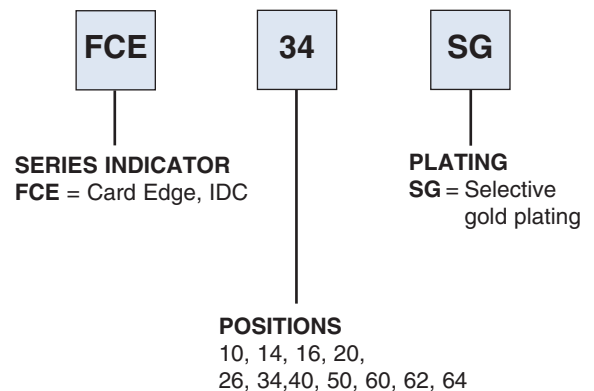 FCE 34 SG
SERIES INDICATOR
FCE = Card Edge, IDC
PLATING
SG = Selective
gold plating
POSITIONS
10, 14, 16, 20,
26, 34,40, 50, 60, 62, 64